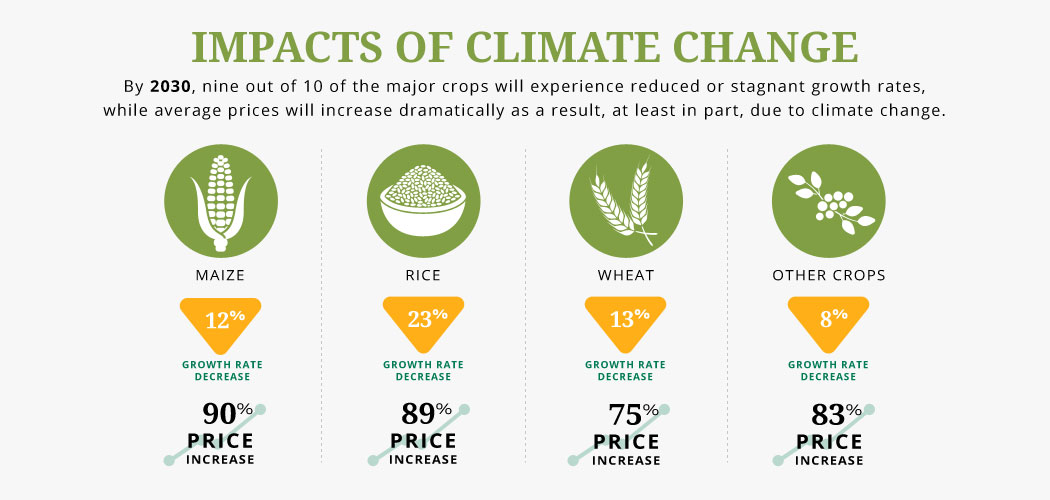 IMPACTS OF CLIMATE CHANGE
By 2030, nine out of 10 of the major crops will experience reduced or stagnant growth rates,
while average prices will increase dramatically as a result, at least in part, due to climate change.
MAIZE
12%
GROWTH RATE
DECREASE
90%
PRICE
INCREASE
RICE
23%
GROWTH RATE
DECREASE
89%
PRICE
INCREASE
WHEAT
13%
GROWTH RATE
DECREASE
75%
PRICE
INCREASE
OTHER CROPS
8%
GROWTH RATE
DECREASE
83%
PRICE
INCREASE